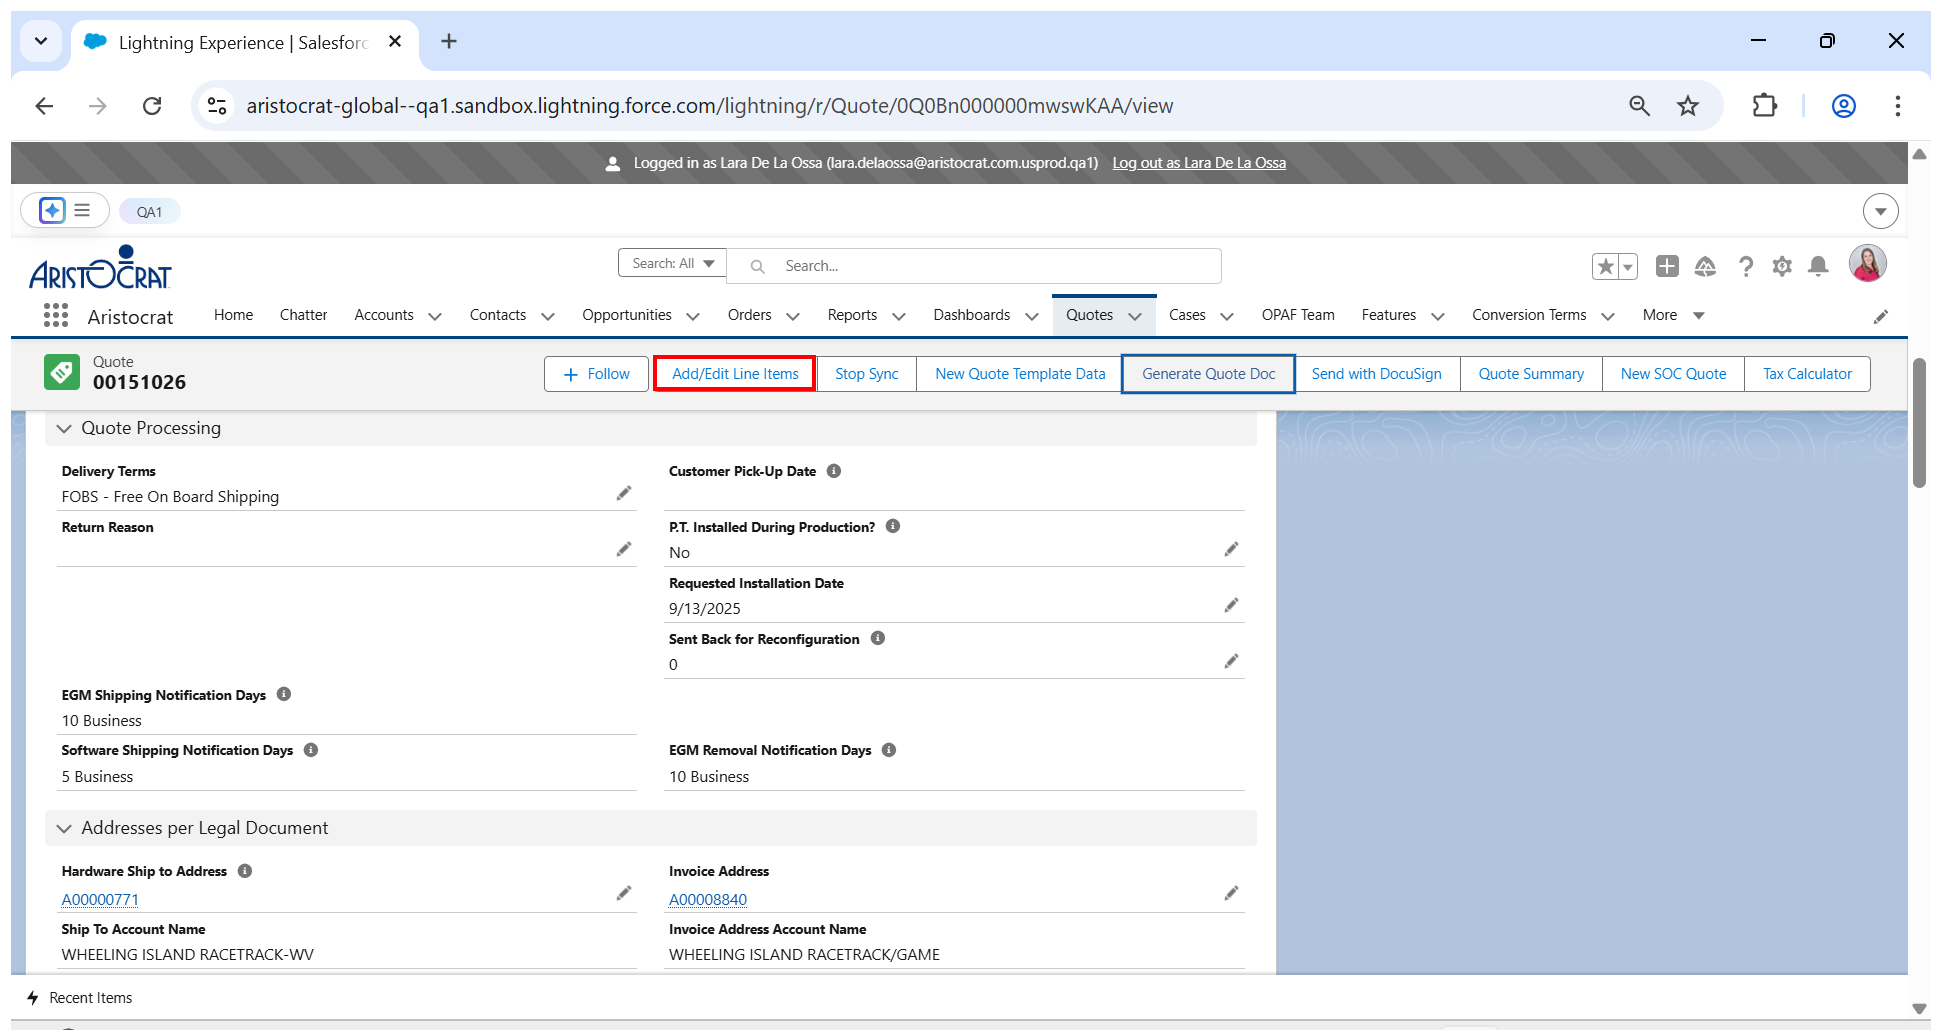 Lightning Experience | Salesforc
aristocrat-global--qa1.sandbox.lightning.force.com/lightning/r/Quote/0Q0Bn000000mwswKAA/view
Logged in as Lara De La Ossa (lara.delaossa@aristocrat.com.usprod.qa1) Log out as Lara De La Ossa
QA1
ARISTOCRAT
Search: All Search...
Aristocrat Home Chatter Accounts Contacts Opportunities Orders Reports Dashboards Quotes Cases OPAF Team Features Conversion Terms More
Quote
00151026
Follow Add/Edit Line Items Stop Sync New Quote Template Data Generate Quote Doc Send with DocuSign Quote Summary New SOC Quote Tax Calculator
Quote Processing
Delivery Terms Customer Pick-Up Date
FOBS - Free On Board Shipping
Return Reason P.T. Installed During Production?
No
Requested Installation Date
9/13/2025
Sent Back for Reconfiguration
0
EGM Shipping Notification Days
10 Business
Software Shipping Notification Days EGM Removal Notification Days
5 Business 10 Business
Addresses per Legal Document
Hardware Ship to Address Invoice Address
A00000771 A00008840
Ship To Account Name Invoice Address Account Name
WHEELING ISLAND RACETRACK-WV WHEELING ISLAND RACETRACK/GAME
Recent Items